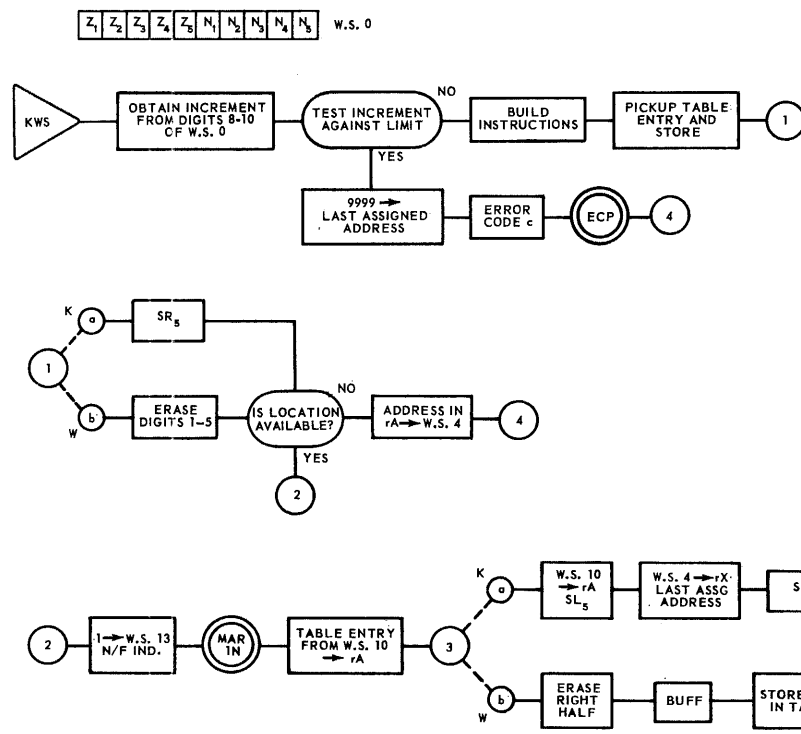 Z1 Z2 Z3 Z4 Z5 N1 N2 N3 N4 N5 W.S. 0
KWS
OBTAIN INCREMENT
FROM DIGITS 8-10
OF W.S. 0
TEST INCREMENT
AGAINST LIMIT
NO
YES
BUILD
INSTRUCTIONS
PICKUP TABLE
ENTRY AND
STORE
1
9999 →
LAST ASSIGNED
ADDRESS
ERROR
CODE c
ECP
4
1
K
a
SR5
W
b
ERASE
DIGITS 1-5
IS LOCATION
AVAILABLE?
NO
YES
ADDRESS IN
rA → W.S. 4
4
2
2
1 → W.S. 13
N/F IND.
MAR
1N
TABLE ENTRY
FROM W.S. 10
→ rA
3
K
a
W.S. 10
→ rA
SL5
W.S. 4 → rX
LAST ASSG
ADDRESS
S
W
b
ERASE
RIGHT
HALF
BUFF
STORE
IN TA